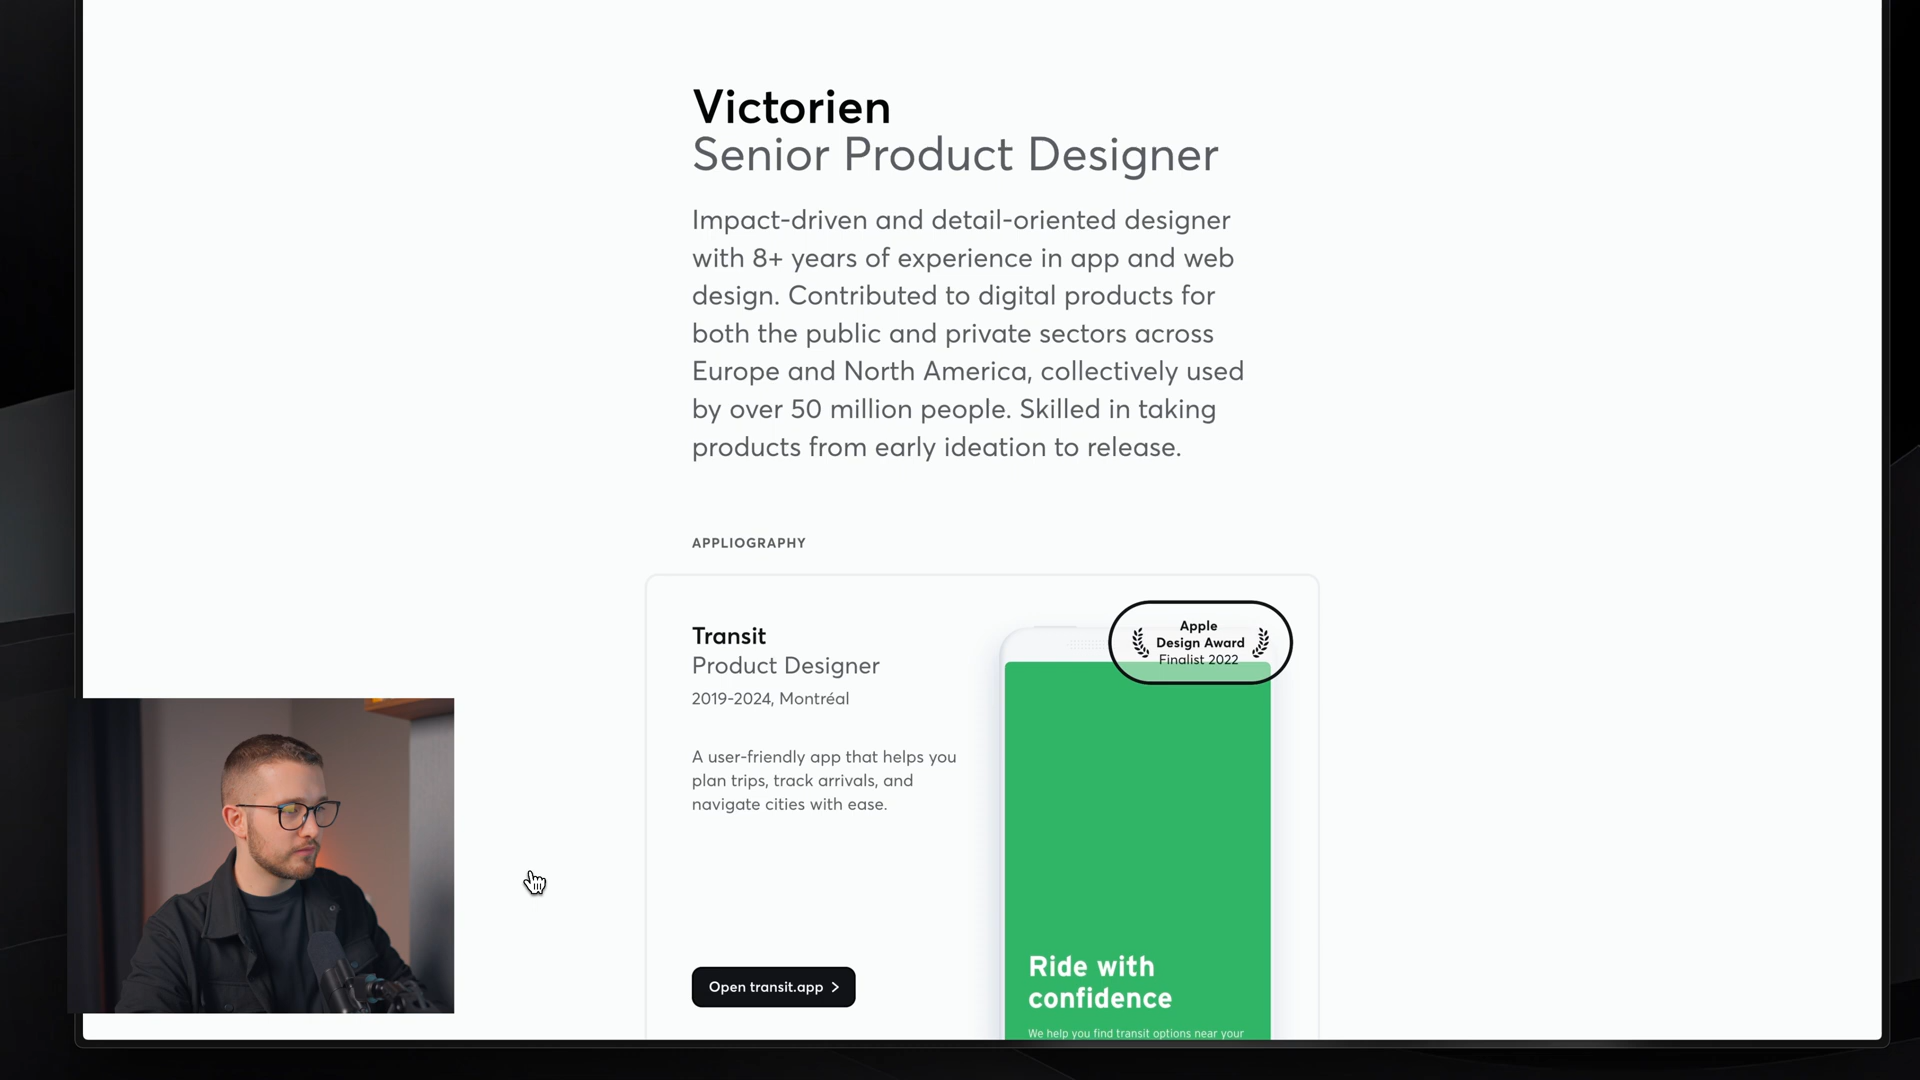 Victorien
Senior Product Designer
Impact-driven and detail-oriented designer
with 8+ years of experience in app and web
design. Contributed to digital products for
both the public and private sectors across
Europe and North America, collectively used
by over 50 million people. Skilled in taking
products from early ideation to release.
APPLIOGRAPHY
Transit
Product Designer
2019-2024, Montréal
A user-friendly app that helps you
plan trips, track arrivals, and
navigate cities with ease.
Open transit.app
Apple
Design Award
Finalist 2022
Ride with
confidence
We help you find transit options near your